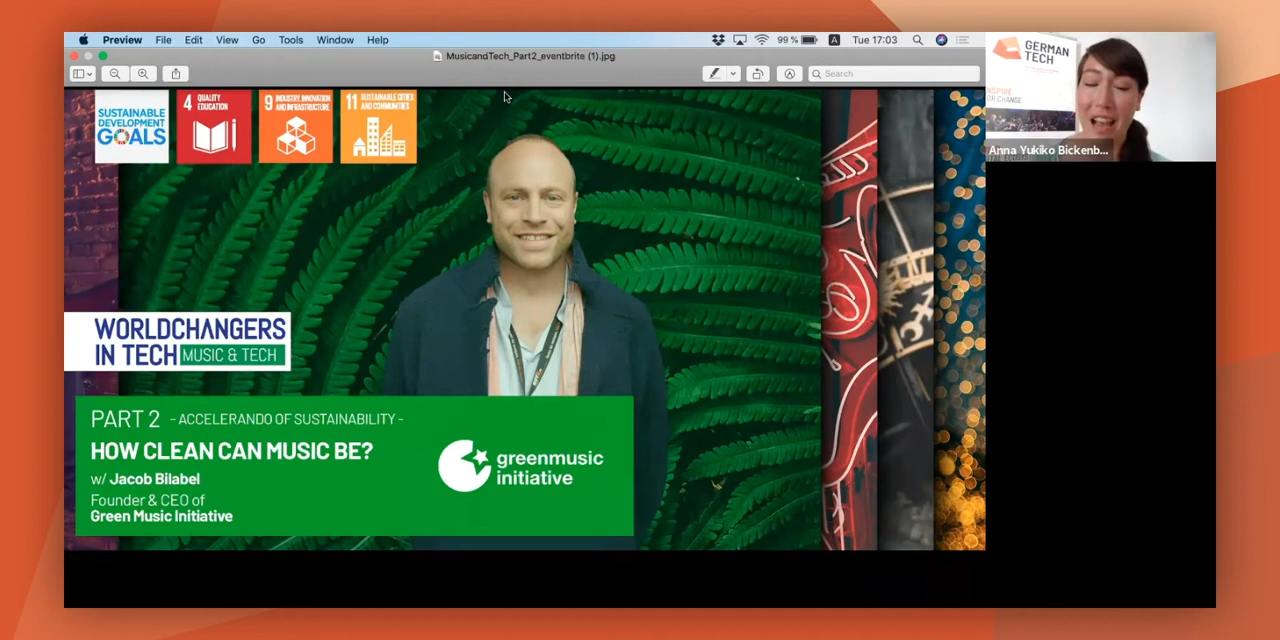 Preview File Edit View Go Tools Window Help
99 % A Tue 17:03
MusicandTech_Part2_eventbrite (1).jpg
Search
SUSTAINABLE
DEVELOPMENT
GOALS
4 QUALITY
EDUCATION
9 INDUSTRY, INNOVATION
AND INFRASTRUCTURE
11 SUSTAINABLE CITIES
AND COMMUNITIES
GERMAN
TECH
INSPIRE
FOR CHANGE
Anna Yukiko Bickenb...
WORLDCHANGERS
IN TECH MUSIC & TECH
PART 2 - ACCELERANDO OF SUSTAINABILITY -
HOW CLEAN CAN MUSIC BE?
w/ Jacob Bilabel
Founder & CEO of
Green Music Initiative
greenmusic
initiative